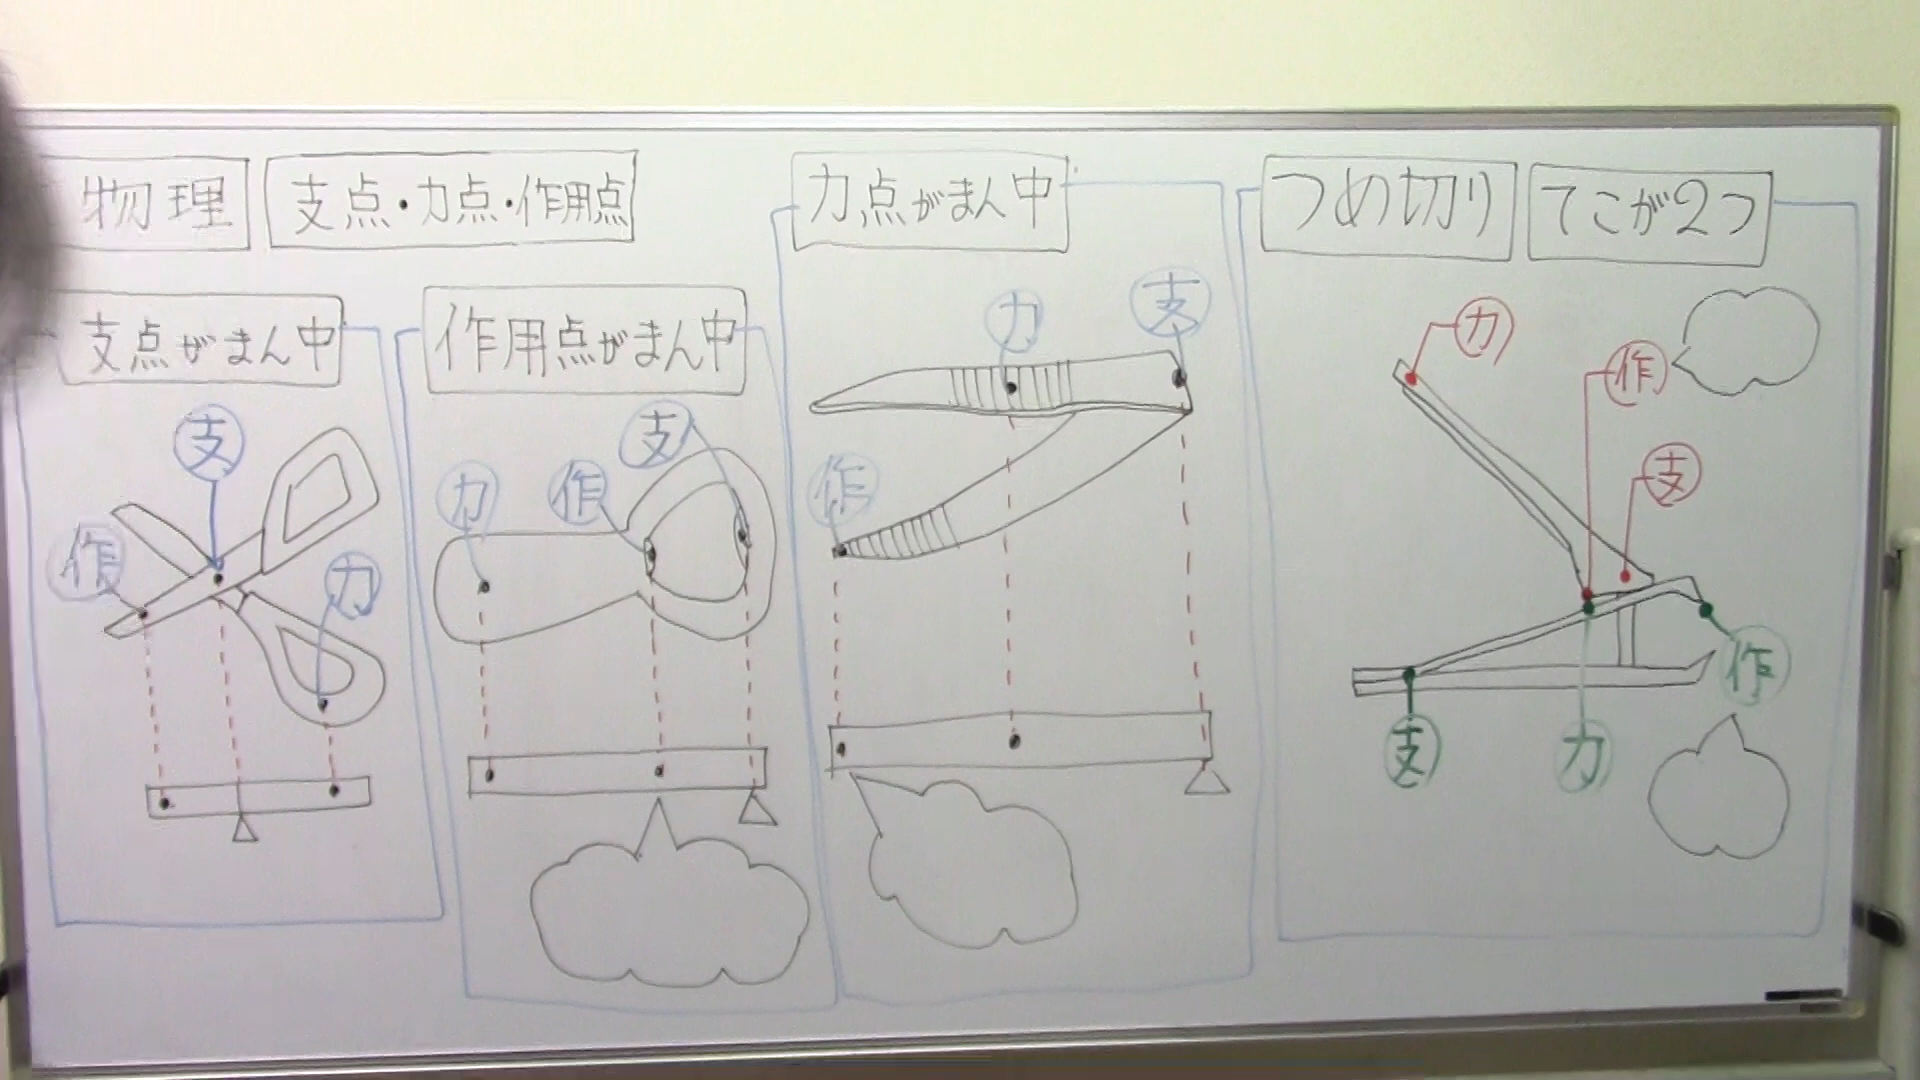 物理
支点・力点・作用点
支点がまん中
支
作
力
作用点がまん中
力
作
支
力点がまん中
力
支
作
つめ切り
てこが2つ
力
作
支
作
支
力